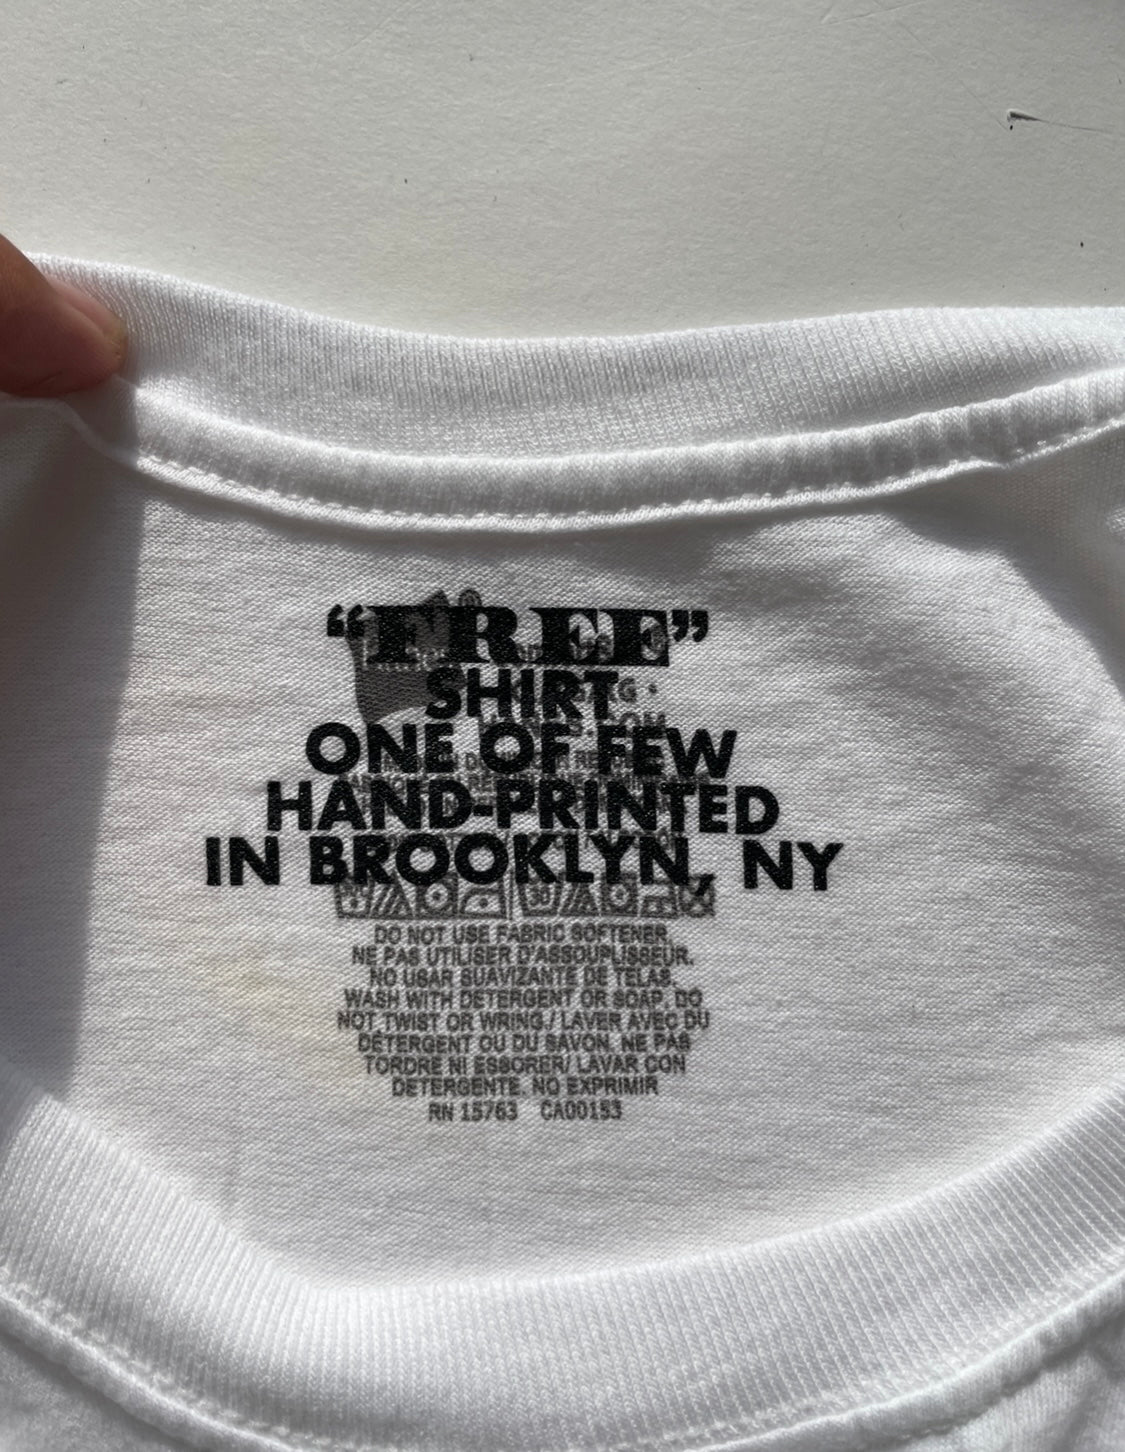 “FREE”
SHIRT
ONE OF FEW
HAND-PRINTED
IN BROOKLYN, NY
30
DO NOT USE FABRIC SOFTENER.
NE PAS UTILISER D'ASSOUPLISSEUR.
NO USAR SUAVIZANTE DE TELAS.
WASH WITH DETERGENT OR SOAP, DO
NOT TWIST OR WRING./ LAVER AVEC DU
DÉTERGENT OU DU SAVON. NE PAS
TORDRE NI ESSORER/ LAVAR CON
DETERGENTE. NO EXPRIMIR
RN 15763 CA00153